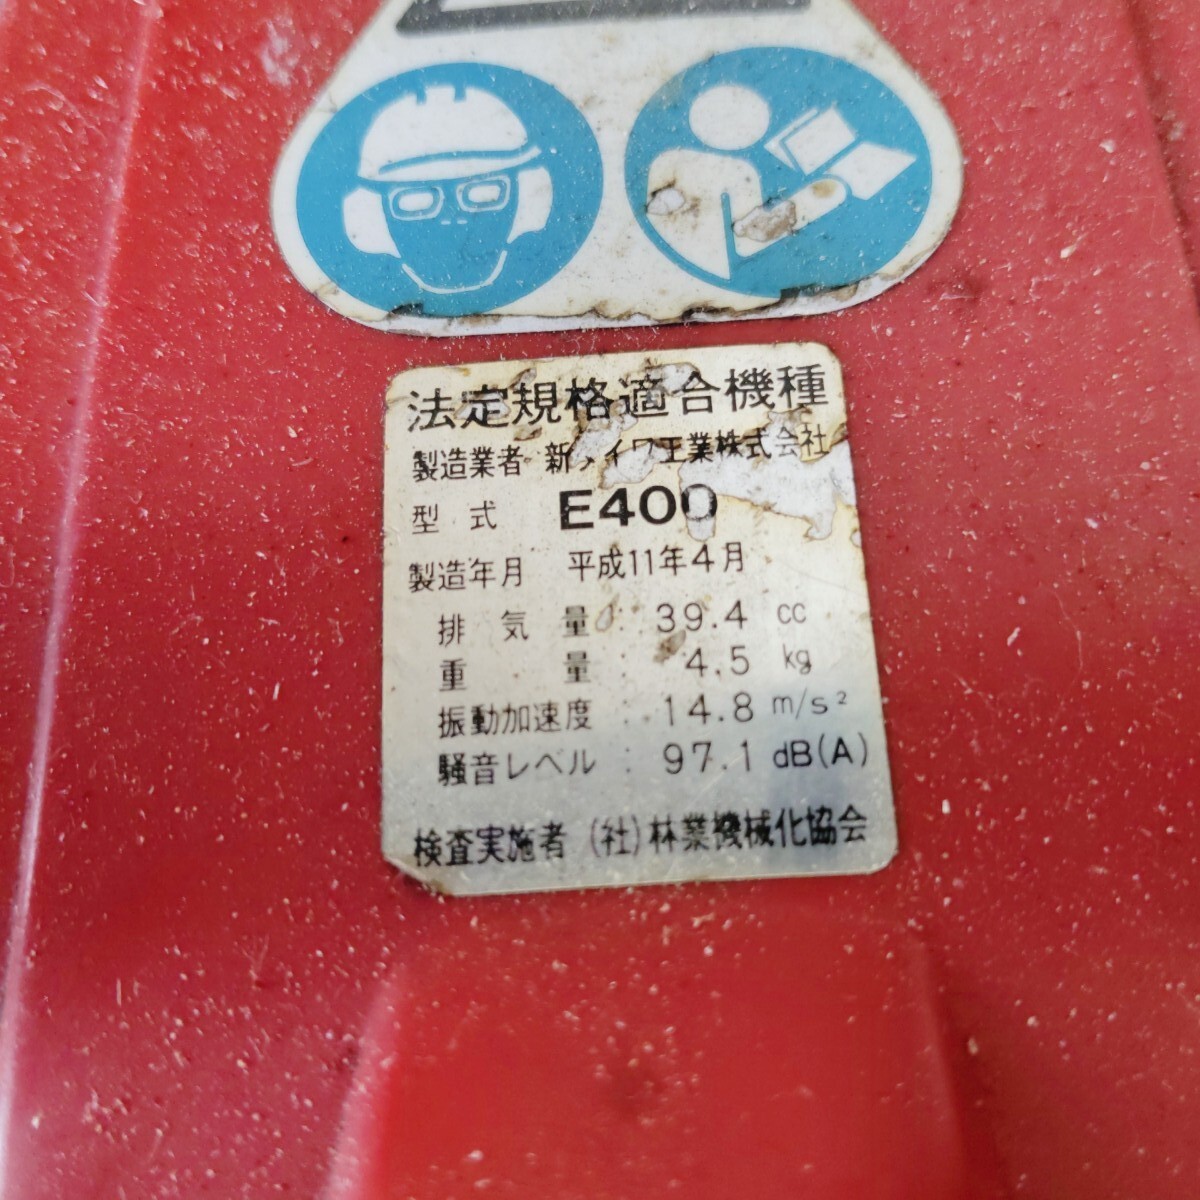 法定規格適合機種
製造業者 新ダイワ工業株式会社
型式 E400
製造年月 平成11年4月
排気量 : 39.4 cc
重量 : 4.5 kg
振動加速度 : 14.8 m/s²
騒音レベル : 97.1 dB(A)
検査実施者 (社)林業機械化協会